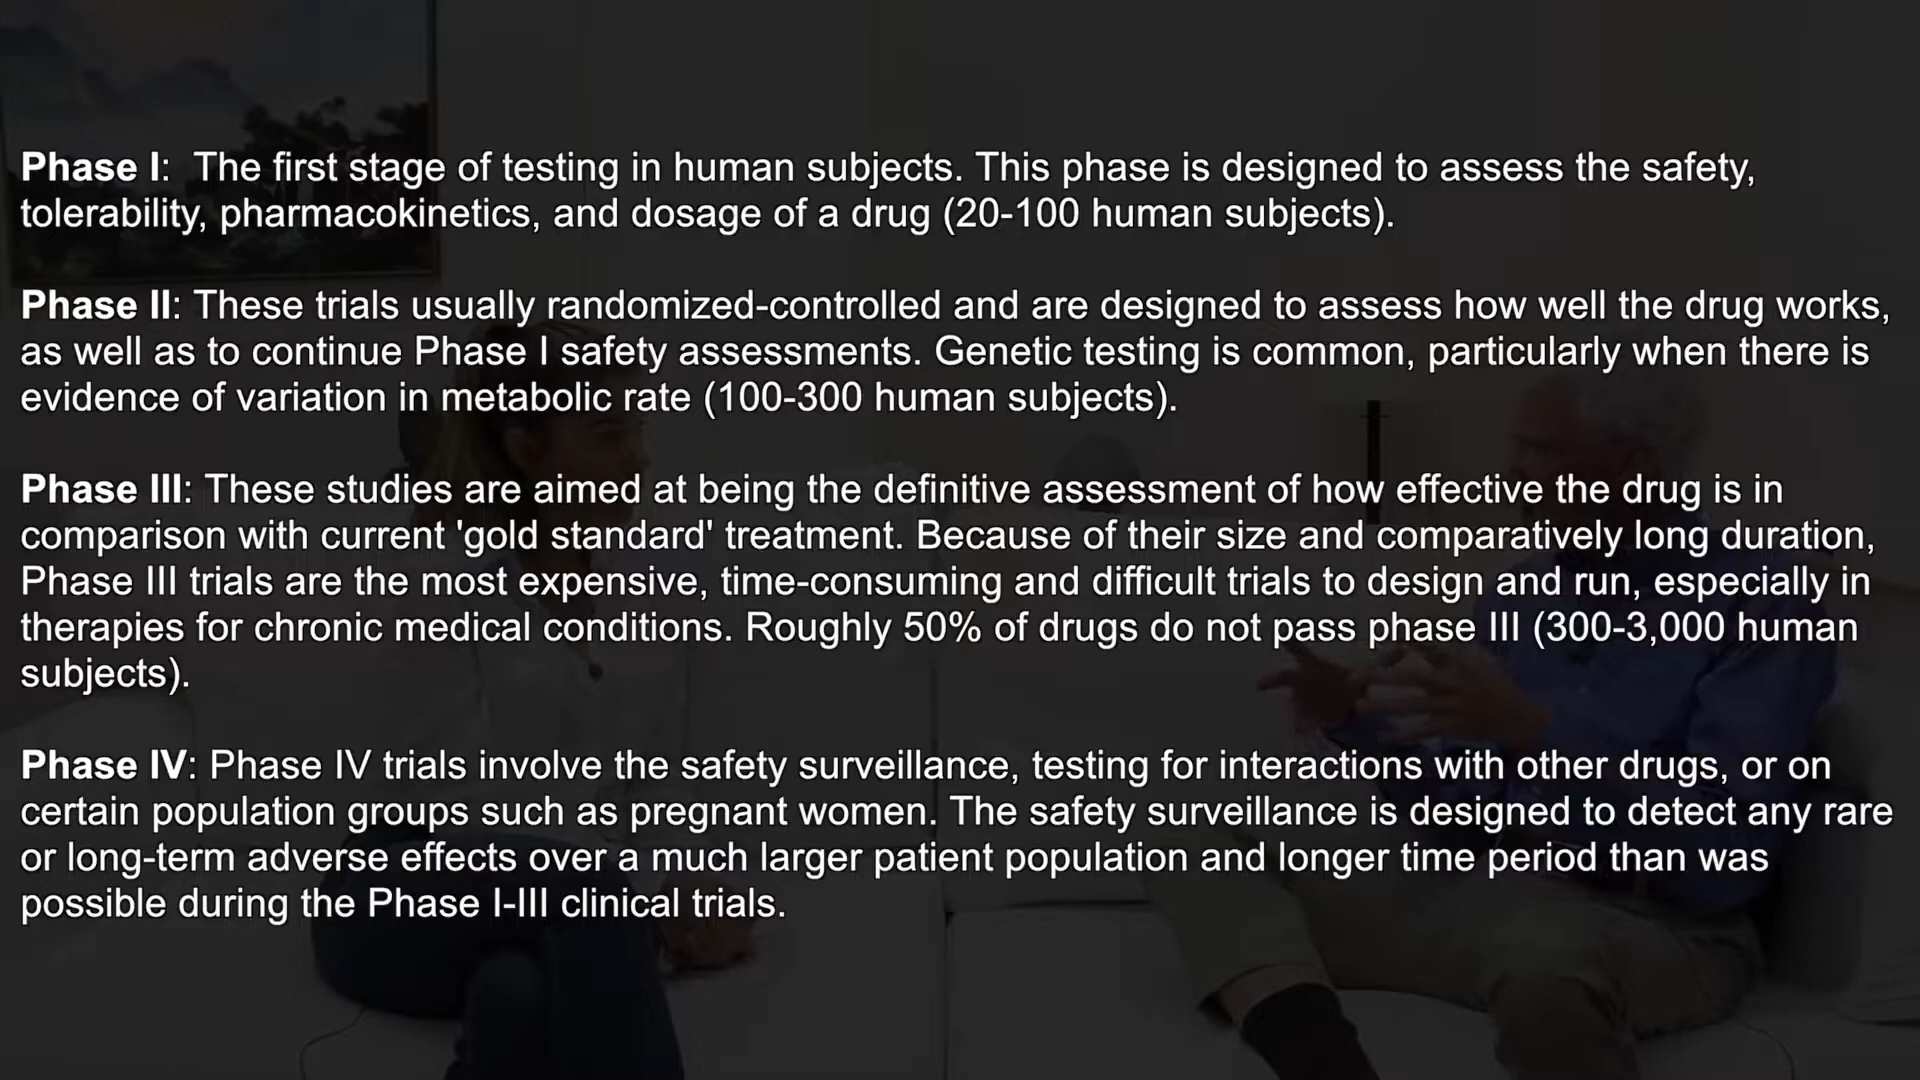 Phase I:  The first stage of testing in human subjects. This phase is designed to assess the safety,
tolerability, pharmacokinetics, and dosage of a drug (20-100 human subjects).
Phase II: These trials usually randomized-controlled and are designed to assess how well the drug works,
as well as to continue Phase I safety assessments. Genetic testing is common, particularly when there is
evidence of variation in metabolic rate (100-300 human subjects).
Phase III: These studies are aimed at being the definitive assessment of how effective the drug is in
comparison with current 'gold standard' treatment. Because of their size and comparatively long duration,
Phase III trials are the most expensive, time-consuming and difficult trials to design and run, especially in
therapies for chronic medical conditions. Roughly 50% of drugs do not pass phase III (300-3,000 human
subjects).
Phase IV: Phase IV trials involve the safety surveillance, testing for interactions with other drugs, or on
certain population groups such as pregnant women. The safety surveillance is designed to detect any rare
or long-term adverse effects over a much larger patient population and longer time period than was
possible during the Phase I-III clinical trials.